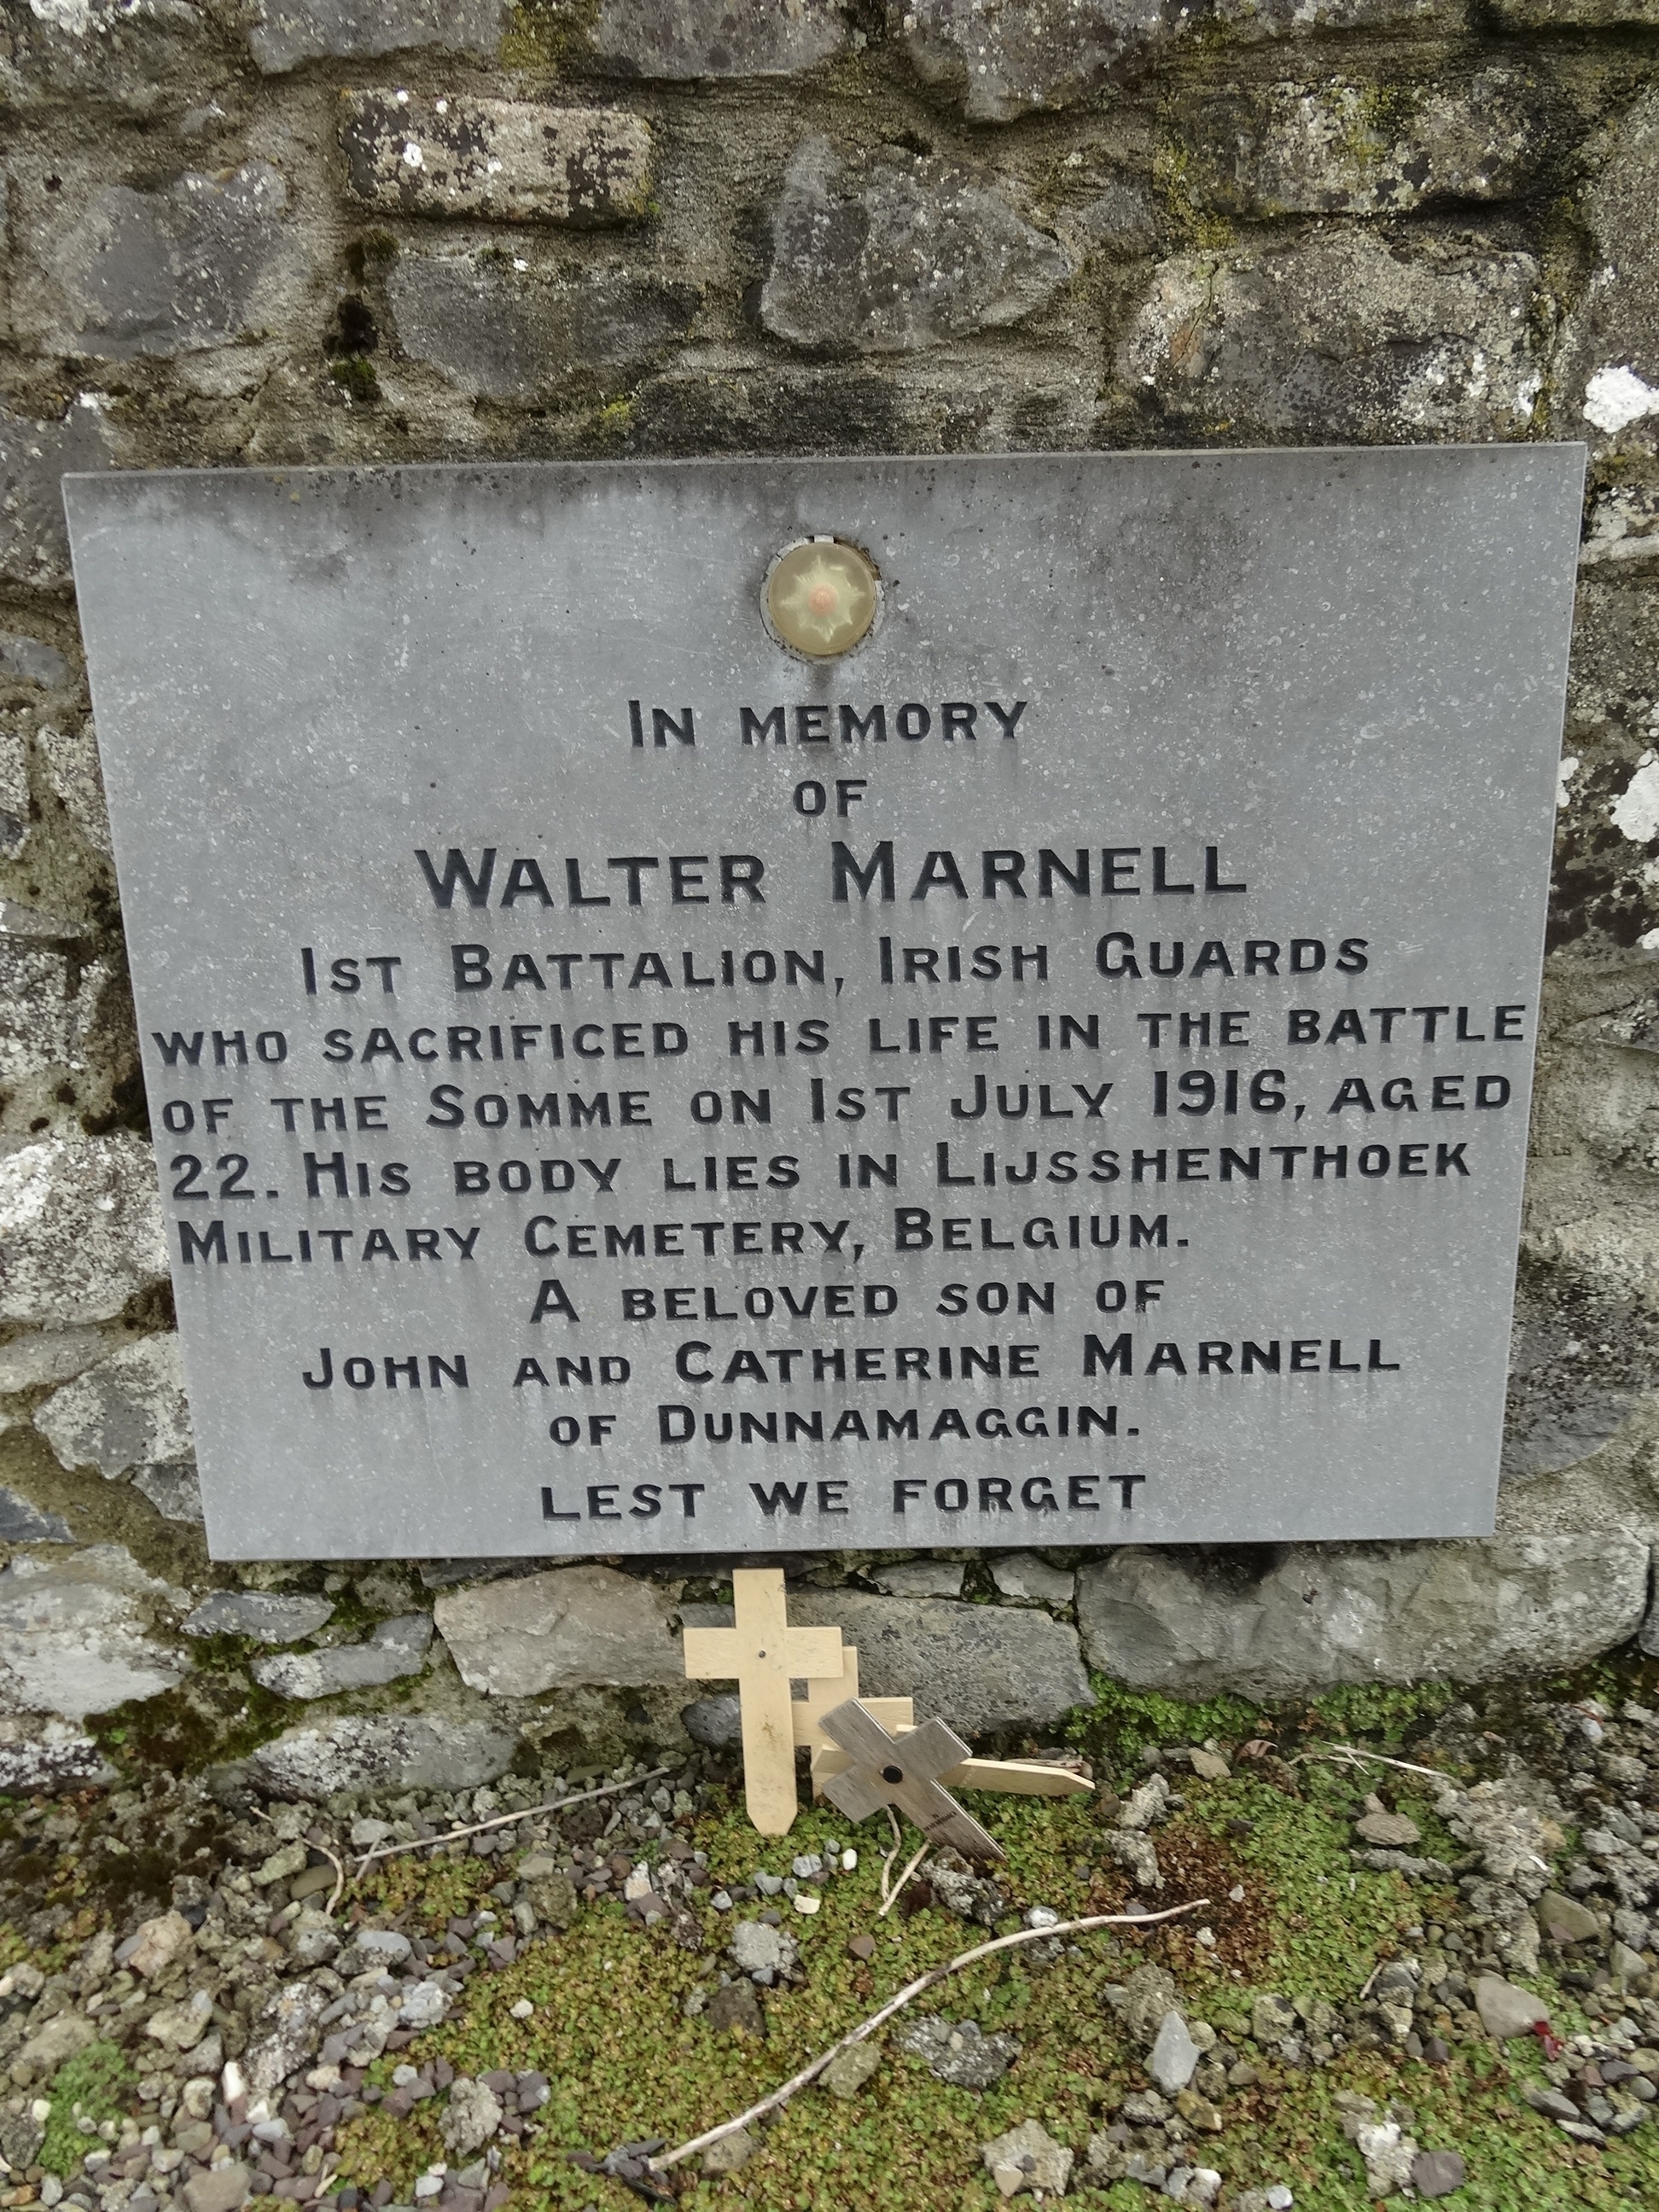 In memory
of
Walter Marnell
1st Battalion, Irish Guards
who sacrificed his life in the battle
of the Somme on 1st July 1916, aged
22. His body lies in Lijsshenthoek
Military Cemetery, Belgium.
A beloved son of
John and Catherine Marnell
of Dunnamaggin.
lest we forget